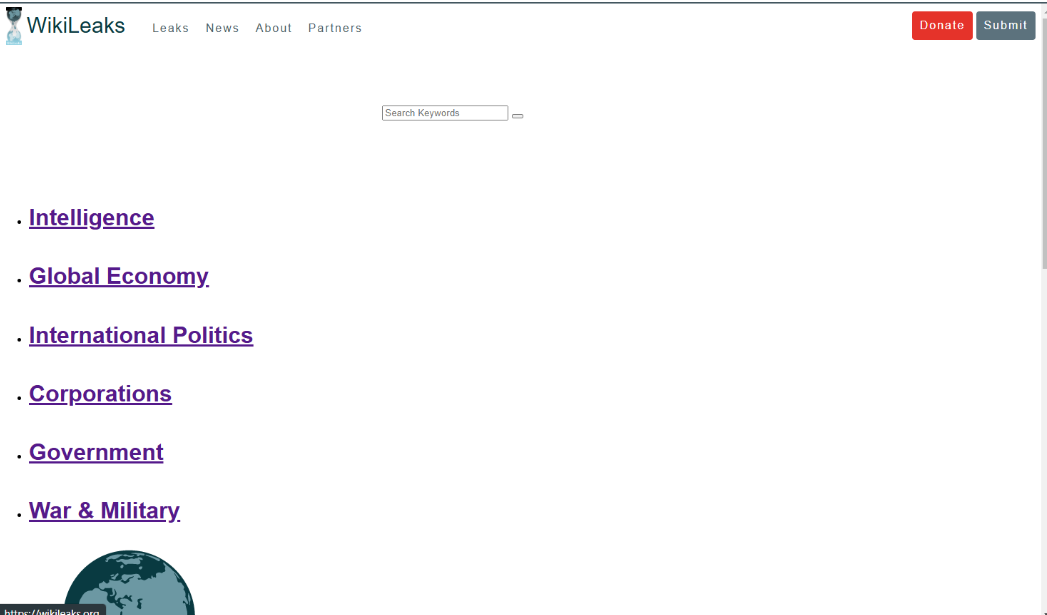 WikiLeaks Leaks News About Partners Donate Submit
Search Keywords
Intelligence
Global Economy
International Politics
Corporations
Government
War & Military
https://wikileaks.org